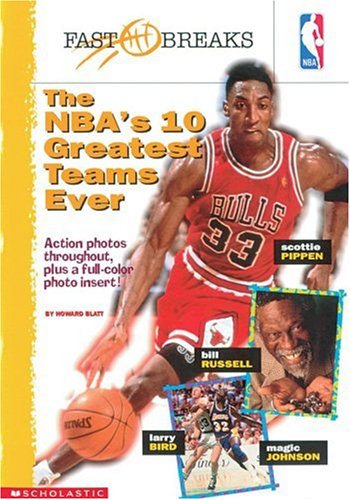 FAST BREAKS
NBA
The
NBA's 10
Greatest
Teams
Ever
Action photos
throughout,
plus a full-color
photo insert!
BY HOWARD BLATT
BULLS
33
scottie
PIPPEN
bill
RUSSELL
larry
BIRD
32
magic
JOHNSON
SPALDING
SCHOLASTIC